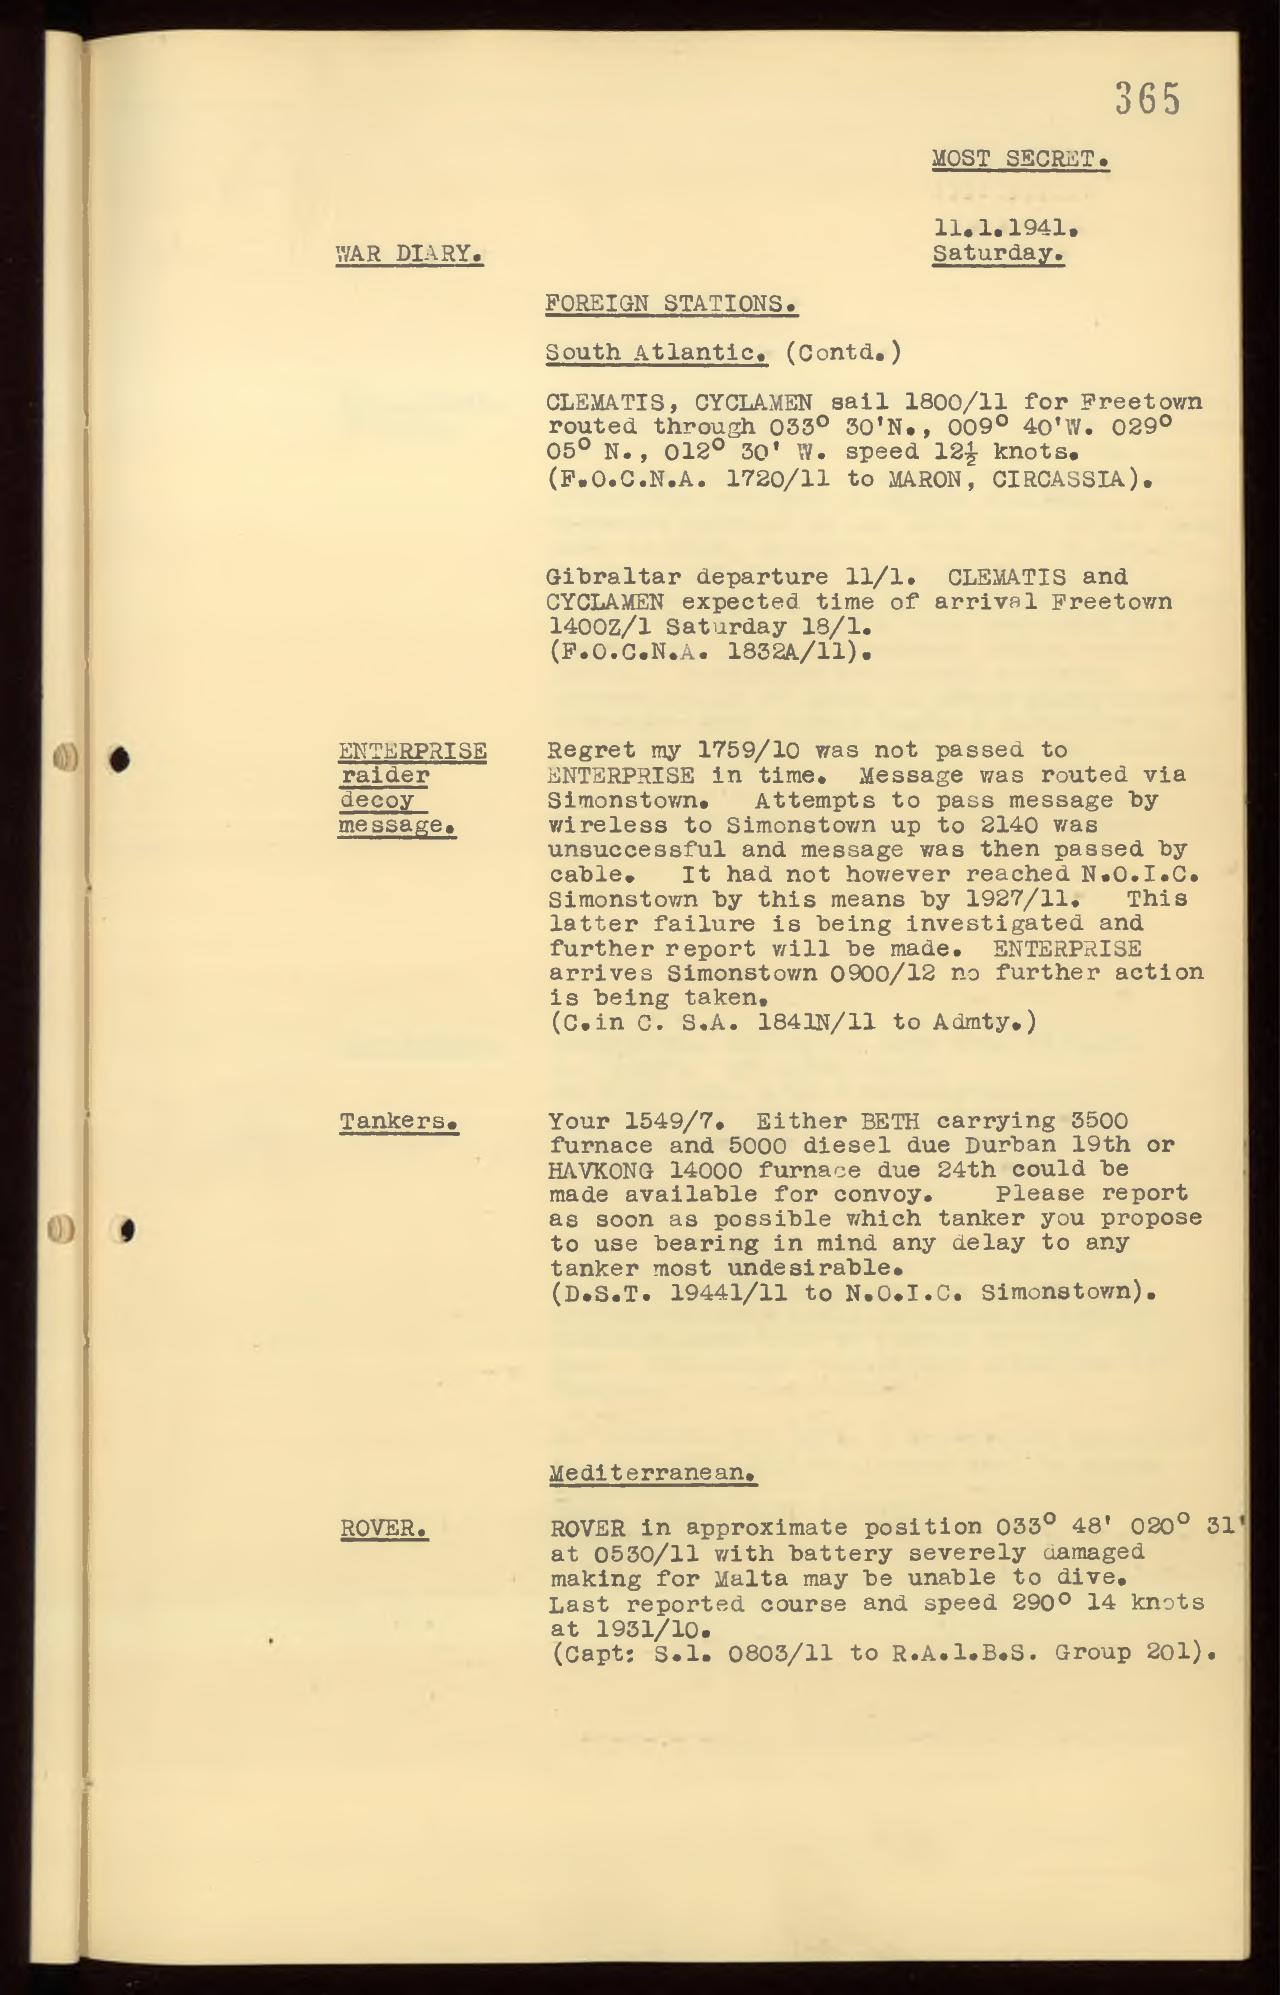 365
MOST SECRET.
11.1.1941.
WAR DIARY.
Saturday.
FOREIGN STATIONS.
South Atlantic. (Contd.)
CLEMATIS, CYCLAMEN sail 1800/11 for Freetown
routed through 033° 30'N., 009° 40'W. 029°
05° N., 012° 30' W. speed 12½ knots.
(F.O.C.N.A. 1720/11 to MARON, CIRCASSIA).
Gibraltar departure 11/1. CLEMATIS and
CYCLAMEN expected time of arrival Freetown
1400Z/1 Saturday 18/1.
(F.O.C.N.A. 1832A/11).
ENTERPRISE
raider
decoy
message.
Regret my 1759/10 was not passed to
ENTERPRISE in time. Message was routed via
Simonstown. Attempts to pass message by
wireless to Simonstown up to 2140 was
unsuccessful and message was then passed by
cable. It had not however reached N.O.I.C.
Simonstown by this means by 1927/11. This
latter failure is being investigated and
further report will be made. ENTERPRISE
arrives Simonstown 0900/12 no further action
is being taken.
(C.in C. S.A. 1841N/11 to Admty.)
Tankers.
Your 1549/7. Either BETH carrying 3500
furnace and 5000 diesel due Durban 19th or
HAVKONG 14000 furnace due 24th could be
made available for convoy. Please report
as soon as possible which tanker you propose
to use bearing in mind any delay to any
tanker most undesirable.
(D.S.T. 19441/11 to N.O.I.C. Simonstown).
Mediterranean.
ROVER.
ROVER in approximate position 033° 48' 020° 31'
at 0530/11 with battery severely damaged
making for Malta may be unable to dive.
Last reported course and speed 290° 14 knots
at 1931/10.
(Capt: S.1. 0803/11 to R.A.1.B.S. Group 201).